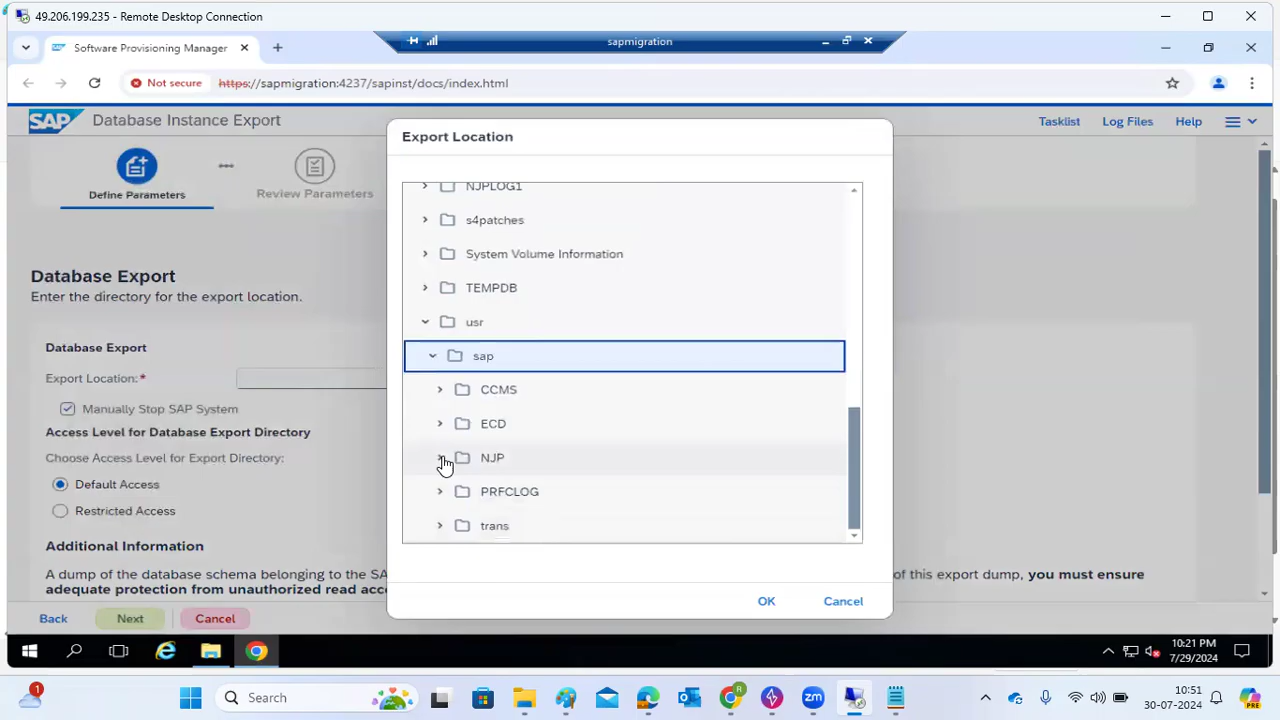 49.206.199.235 - Remote Desktop Connection
Software Provisioning Manager
sapmigration
Not secure
https://sapmigration:4237/sapinst/docs/index.html
SAP
Database Instance Export
Tasklist
Log Files
Help
Define Parameters
Review Parameters
Database Export
Enter the directory for the export location.
Database Export
Export Location:*
Manually Stop SAP System
Access Level for Database Export Directory
Choose Access Level for Export Directory:
Default Access
Restricted Access
Additional Information
A dump of the database schema belonging to the SA
of this export dump, you must ensure
adequate protection from unauthorized read acce
Back
Next
Cancel
Export Location
NJPLOG1
s4patches
System Volume Information
TEMPDB
usr
sap
CCMS
ECD
NJP
PRFCLOG
trans
OK
Cancel
10:21 PM
7/29/2024
1
Search
R
zm
10:51
30-07-2024
PRE